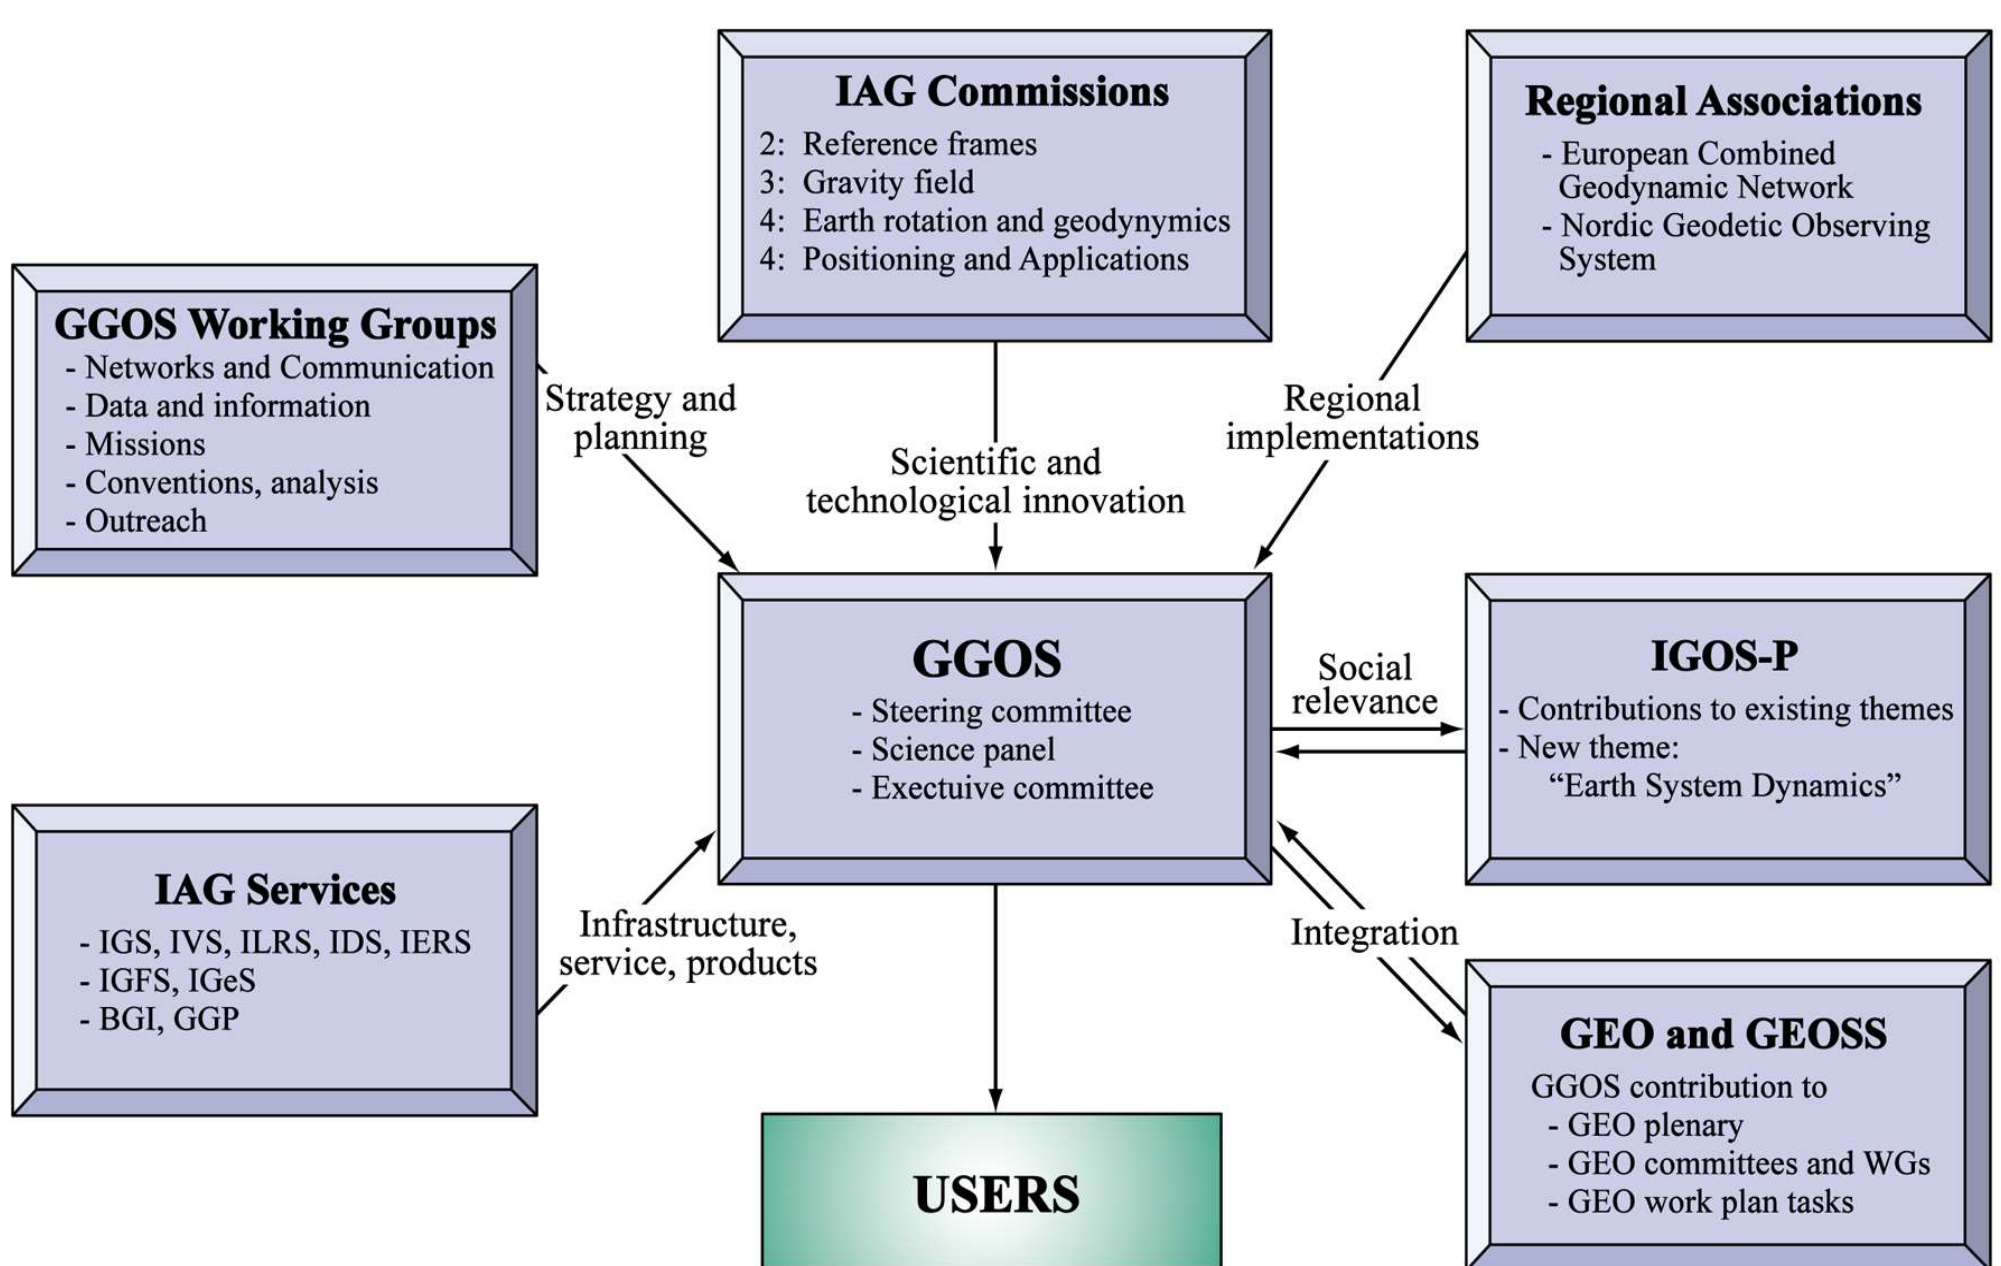 IAG Commissions
2: Reference frames
3: Gravity field
4: Earth rotation and geodynymics
4: Positioning and Applications
Regional Associations
- European Combined
Geodynamic Network
- Nordic Geodetic Observing
System
GGOS Working Groups
- Networks and Communication
- Data and information
- Missions
- Conventions, analysis
- Outreach
Strategy and
planning
Scientific and
technological innovation
Regional
implementations
GGOS
- Steering committee
- Science panel
- Exectuive committee
Social
relevance
IGOS-P
- Contributions to existing themes
- New theme:
“Earth System Dynamics”
IAG Services
- IGS, IVS, ILRS, IDS, IERS
- IGFS, IGeS
- BGI, GGP
Infrastructure,
service, products
Integration
GEO and GEOSS
GGOS contribution to
- GEO plenary
- GEO committees and WGs
- GEO work plan tasks
USERS